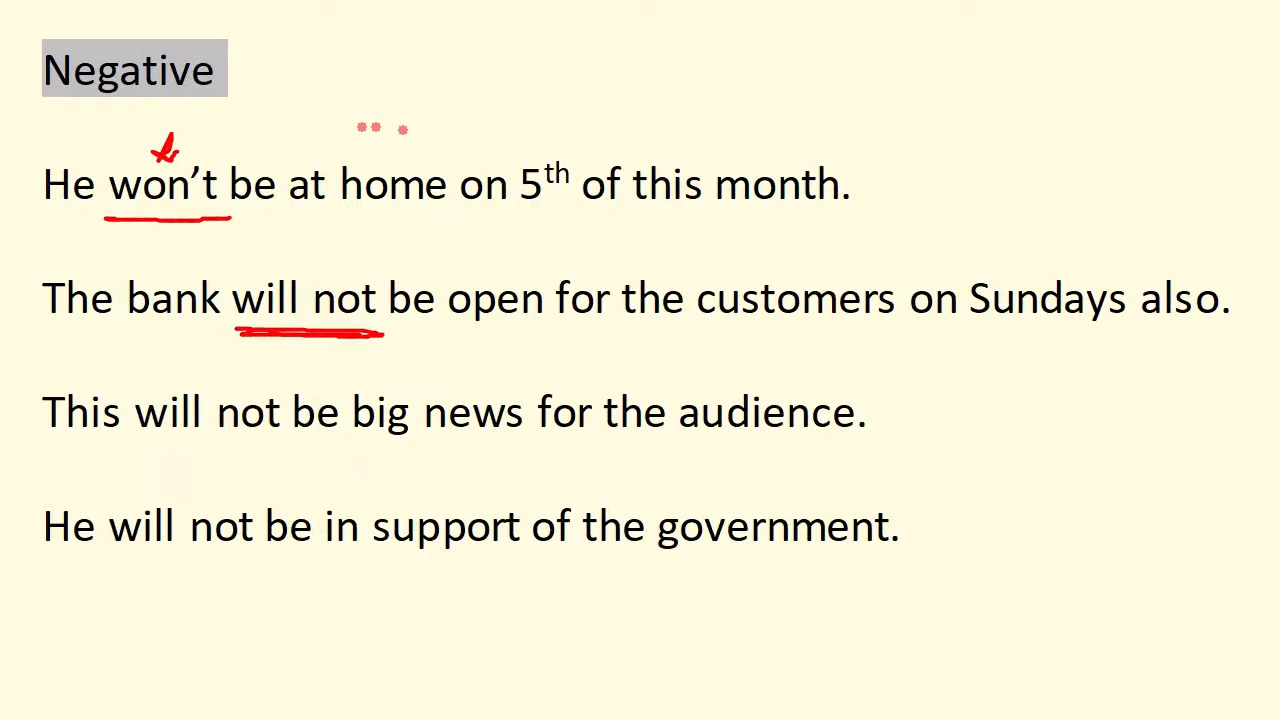 Negative
He won’t be at home on 5th of this month.
The bank will not be open for the customers on Sundays also.
This will not be big news for the audience.
He will not be in support of the government.